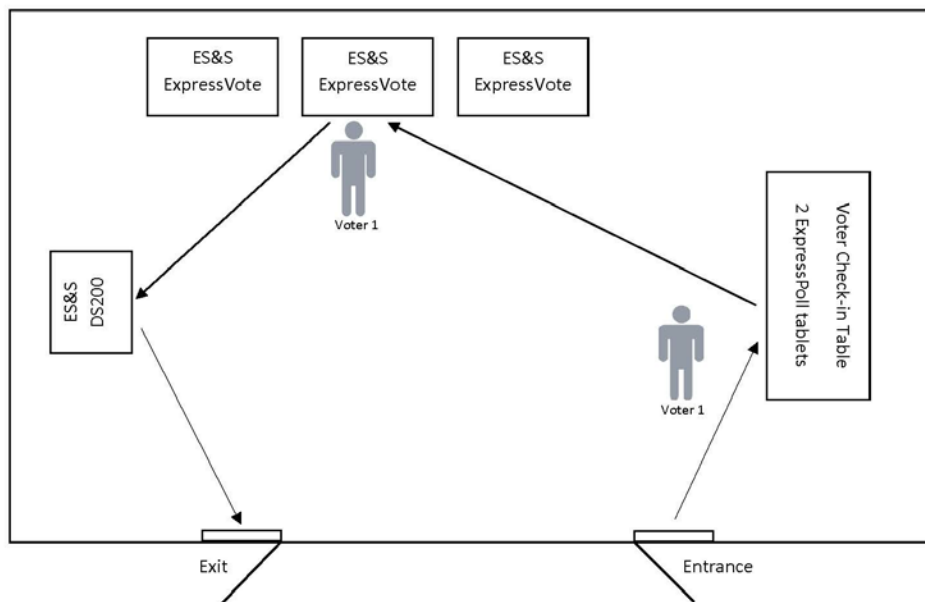 ES&S
ExpressVote
ES&S
ExpressVote
ES&S
ExpressVote
Voter 1
Voter Check-in Table
2 ExpressPoll tablets
ES&S
DS200
Voter 1
Exit
Entrance